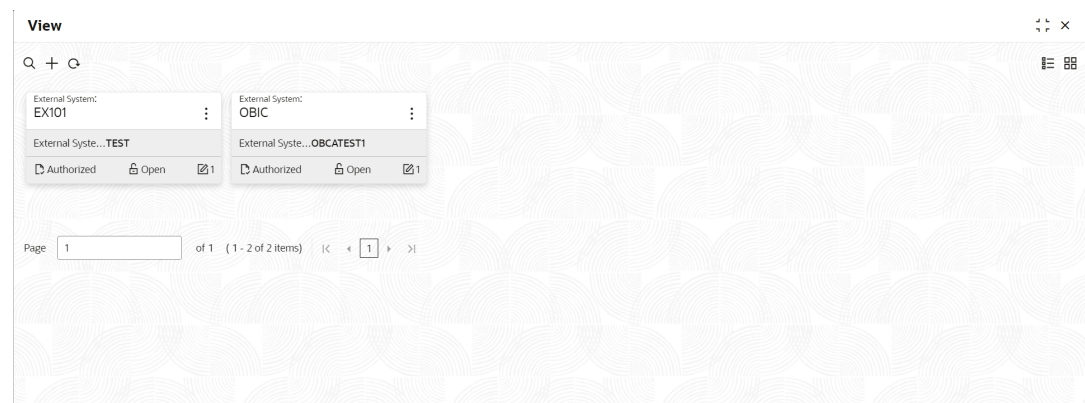 View
External System:
EX101
External Syste...TEST
Authorized Open 1
External System:
OBIC
External Syste...OBCATEST1
Authorized Open 1
Page 1 of 1 (1 - 2 of 2 items) 1